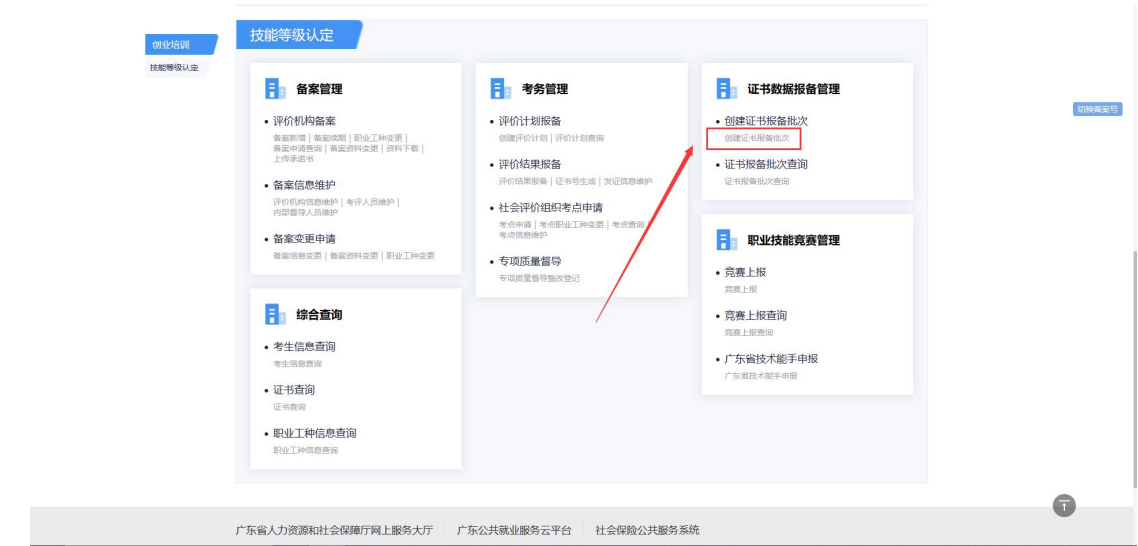 创业培训
技能等级认定
技能等级认定
切换备案号
备案管理
评价机构备案
备案新增 | 备案续期 | 职业工种变更 |
备案申请查询 | 备案资料变更 | 资料下载 |
上传承诺书
备案信息维护
评价机构信息维护 | 考评人员维护 |
内部督导人员维护
备案变更申请
备案信息变更 | 备案资料变更 | 职业工种变更
综合查询
考生信息查询
考生信息查询
证书查询
证书查询
职业工种信息查询
职业工种信息查询
考务管理
评价计划报备
创建评价计划 | 评价计划查询
评价结果报备
评价结果报备 | 证书号生成 | 发证信息维护
社会评价组织考点申请
考点申请 | 考点职业工种变更 | 考点查询 |
考点信息维护
专项质量督导
专项质量督导整改登记
证书数据报备管理
创建证书报备批次
创建证书报备批次
证书报备批次查询
证书报备批次查询
职业技能竞赛管理
竞赛上报
竞赛上报
竞赛上报查询
竞赛上报查询
广东省技术能手申报
广东省技术能手申报
广东省人力资源和社会保障厅网上服务大厅 广东公共就业服务云平台 社会保险公共服务系统